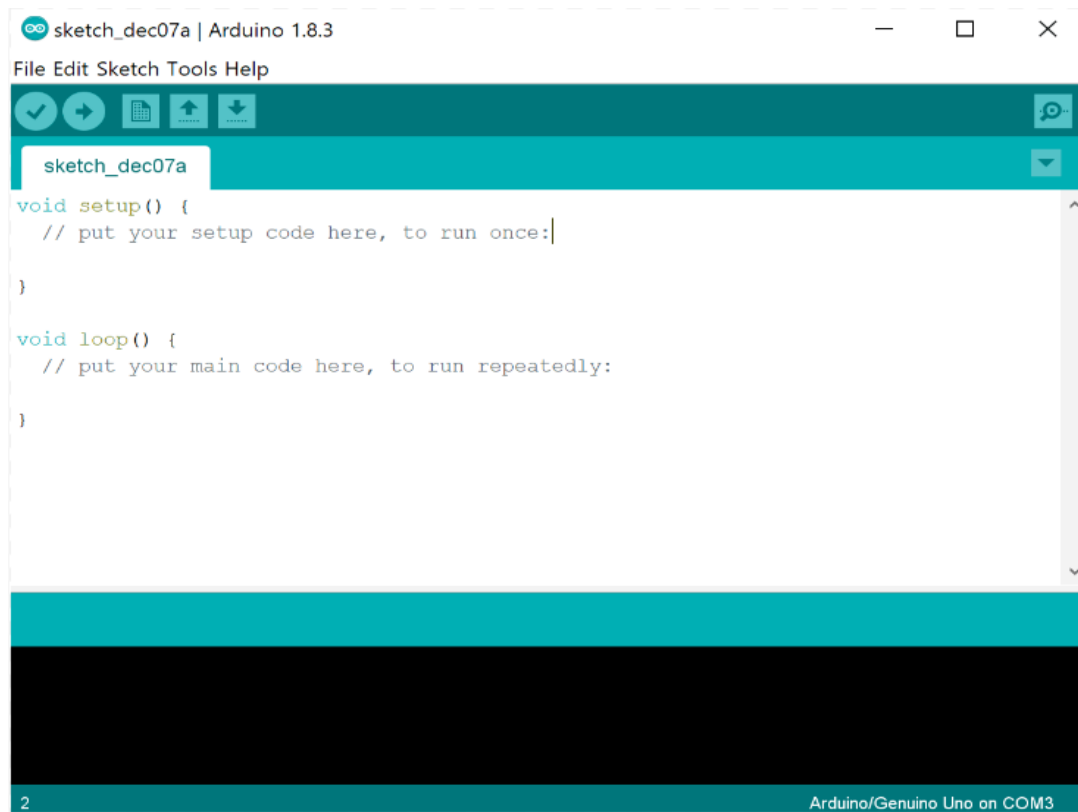 sketch_dec07a | Arduino 1.8.3
File Edit Sketch Tools Help
sketch_dec07a
void setup() {
  // put your setup code here, to run once:

}

void loop() {
  // put your main code here, to run repeatedly:

}
2 Arduino/Genuino Uno on COM3